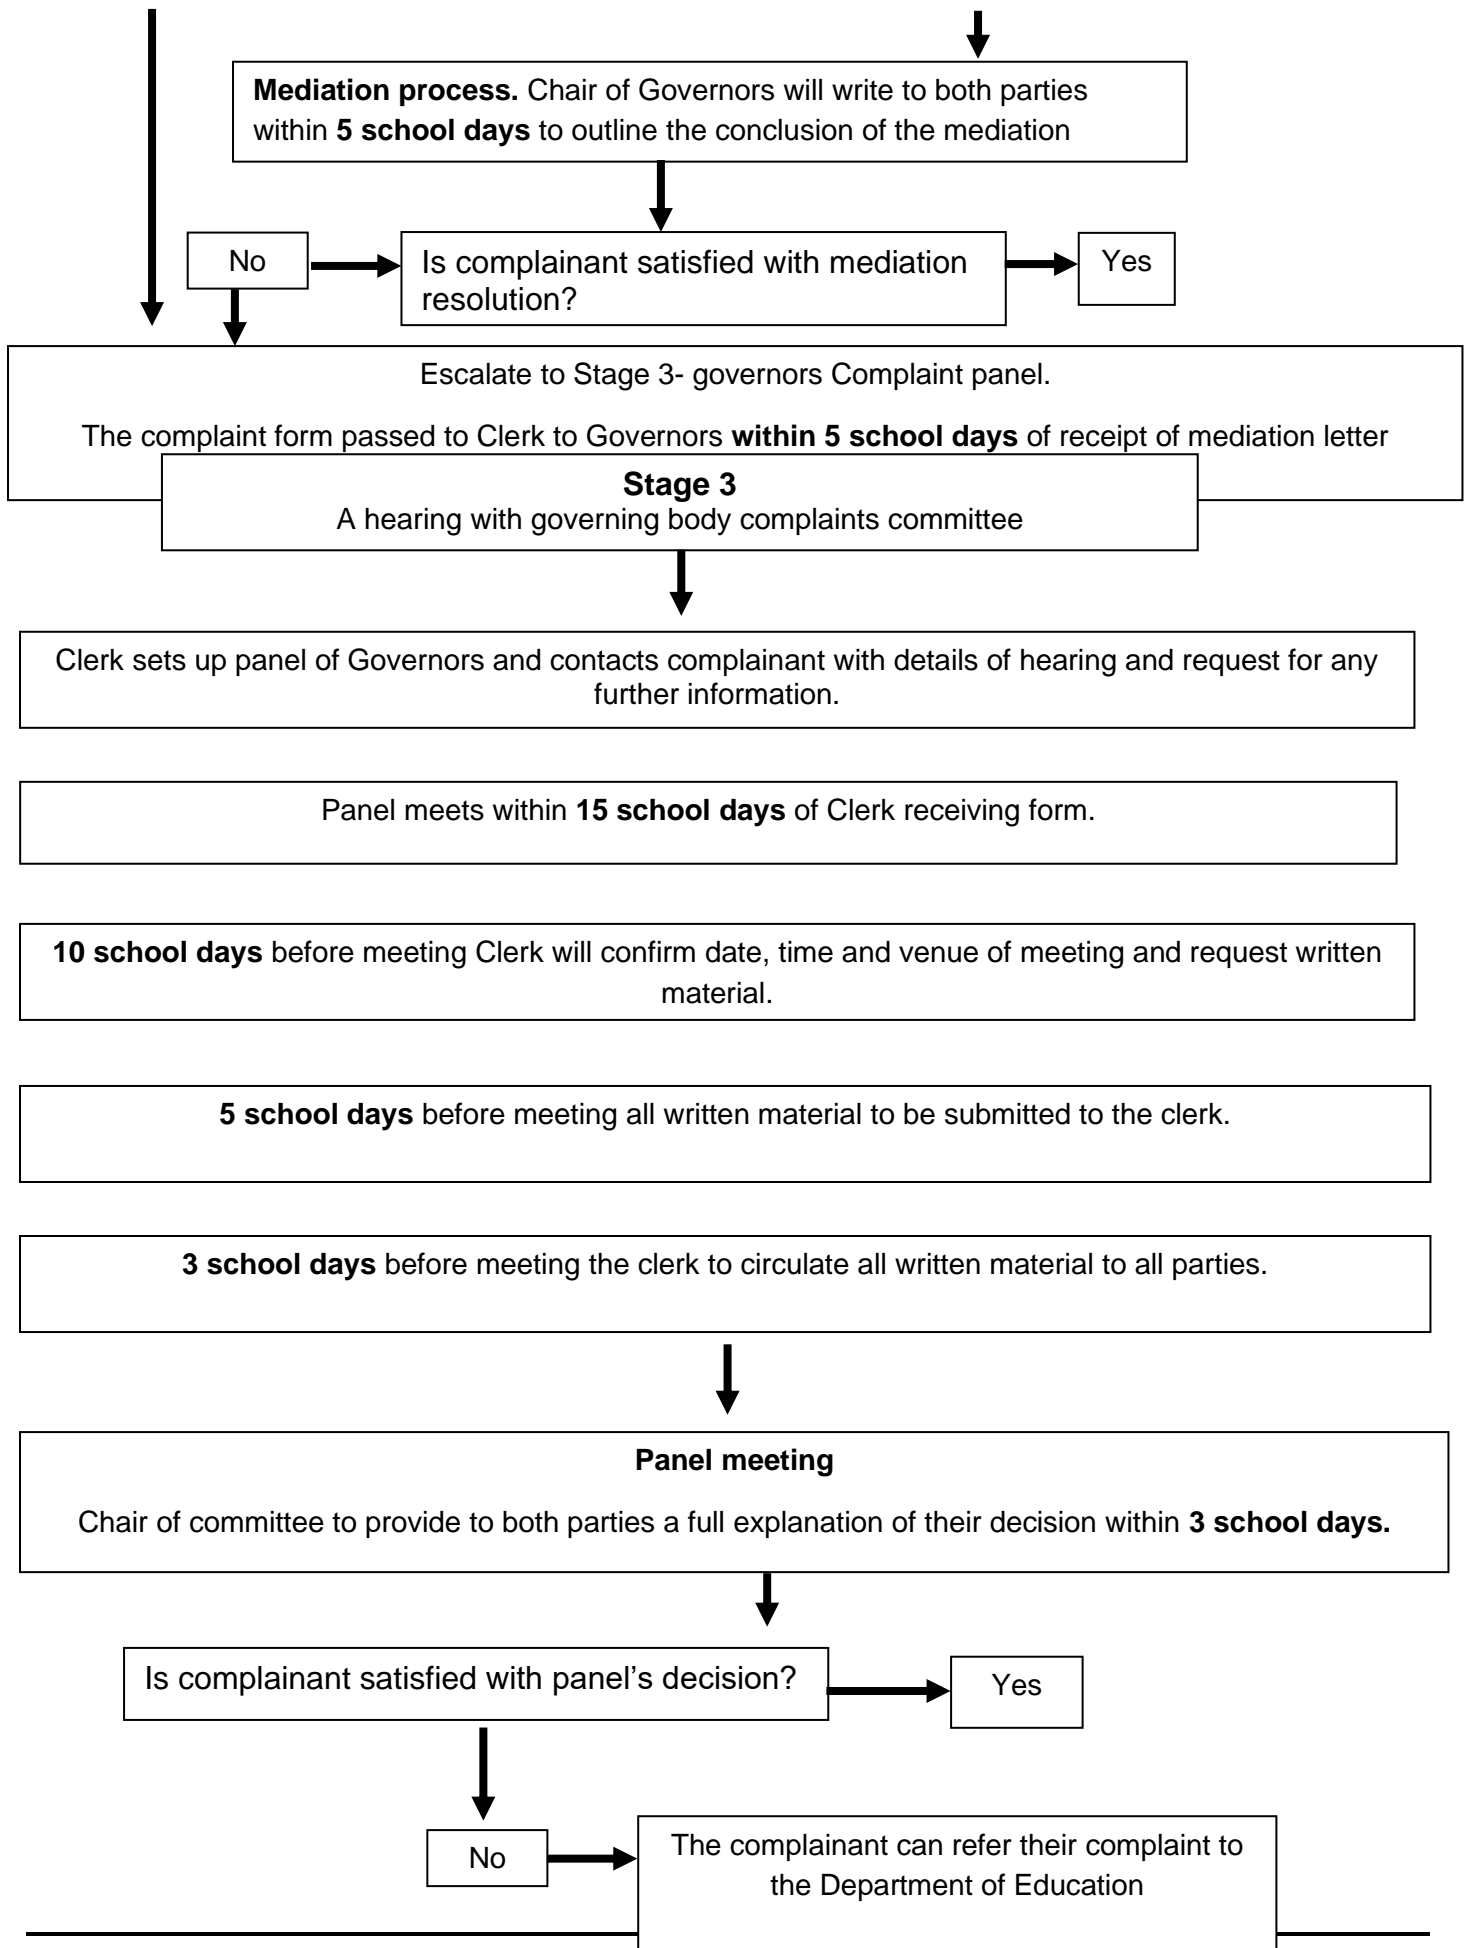 Mediation process. Chair of Governors will write to both parties
within 5 school days to outline the conclusion of the mediation
No
Is complainant satisfied with mediation
resolution?
Yes
Escalate to Stage 3- governors Complaint panel.
The complaint form passed to Clerk to Governors within 5 school days of receipt of mediation letter
Stage 3
A hearing with governing body complaints committee
Clerk sets up panel of Governors and contacts complainant with details of hearing and request for any
further information.
Panel meets within 15 school days of Clerk receiving form.
10 school days before meeting Clerk will confirm date, time and venue of meeting and request written
material.
5 school days before meeting all written material to be submitted to the clerk.
3 school days before meeting the clerk to circulate all written material to all parties.
Panel meeting
Chair of committee to provide to both parties a full explanation of their decision within 3 school days.
Is complainant satisfied with panel’s decision?
Yes
No
The complainant can refer their complaint to
the Department of Education